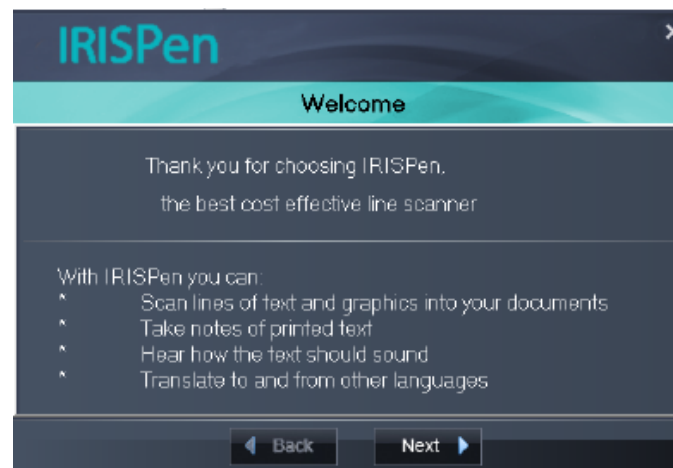 IRISPen
Welcome
Thank you for choosing IRISPen,
the best cost effective line scanner
With IRISPen you can:
* Scan lines of text and graphics into your documents
* Take notes of printed text
* Hear how the text should sound
* Translate to and from other languages
Back Next